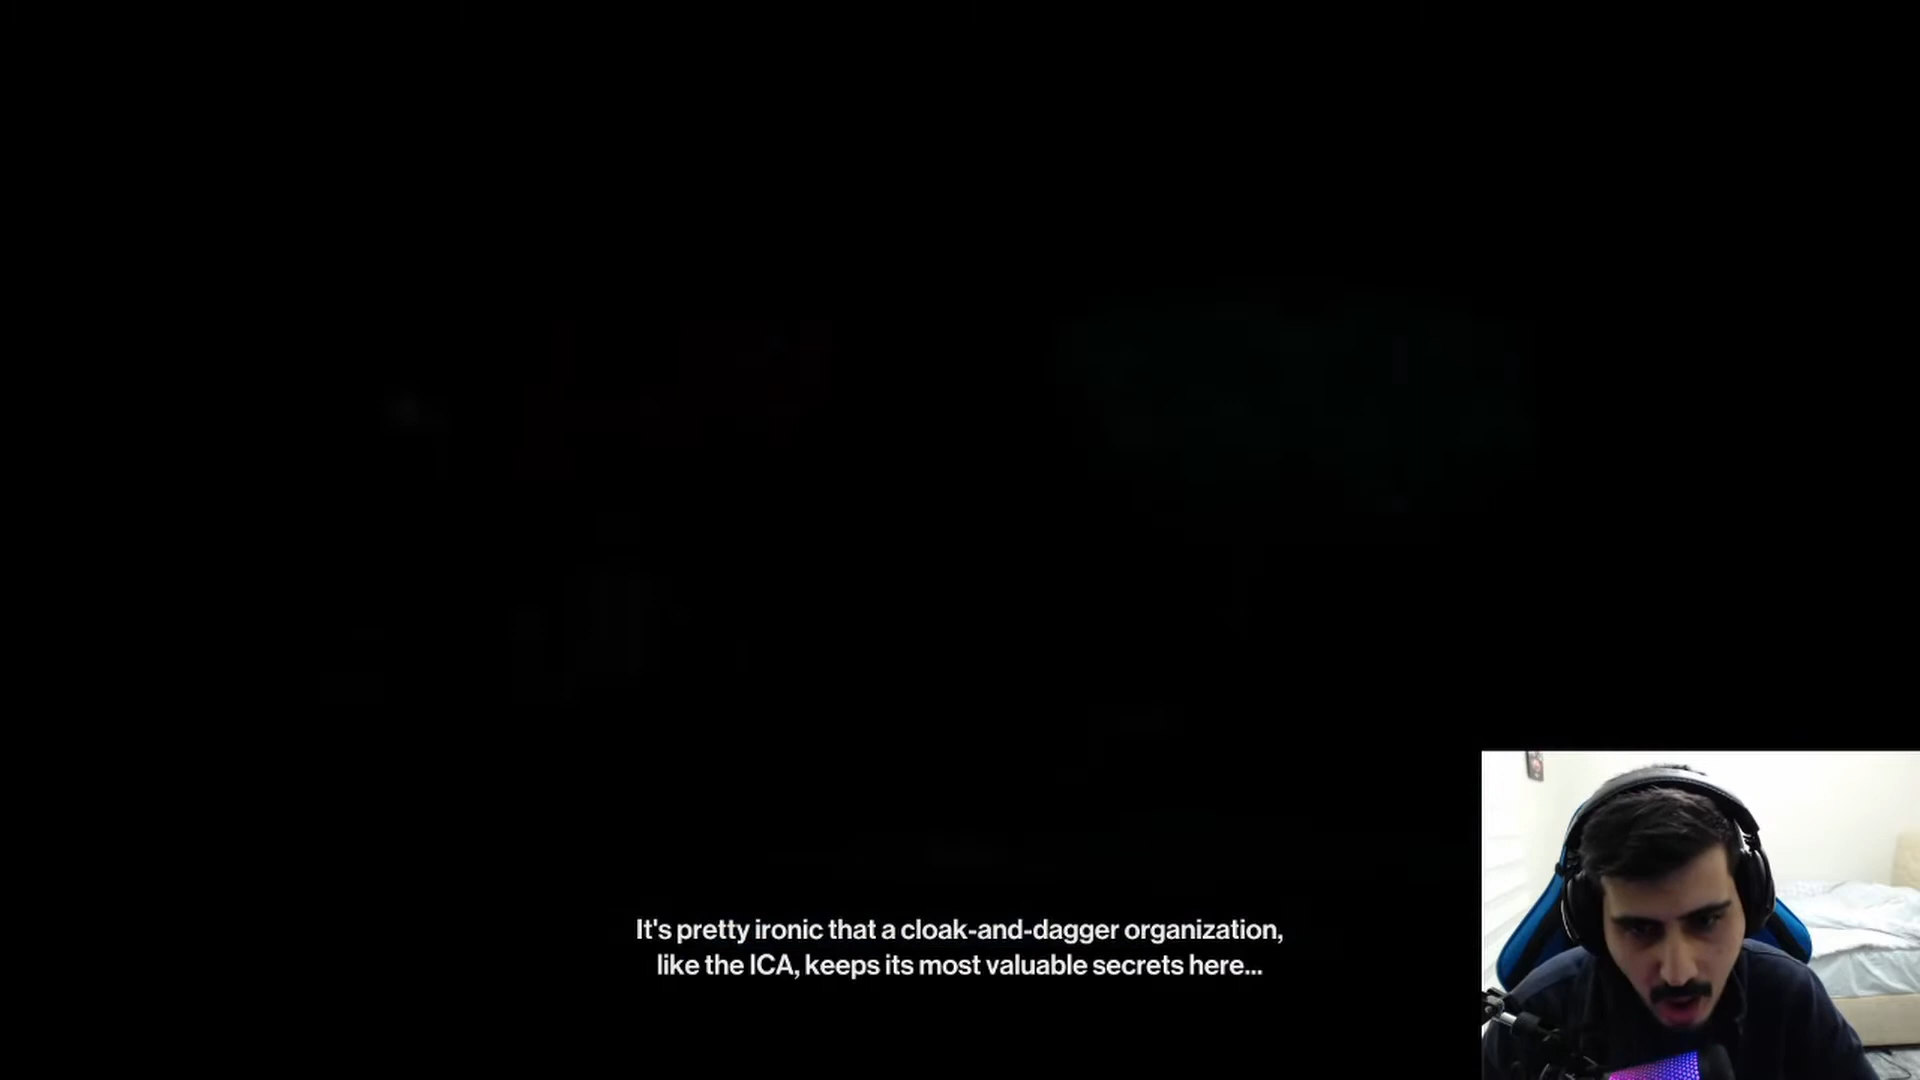 It's pretty ironic that a cloak-and-dagger organization,
like the ICA, keeps its most valuable secrets here...